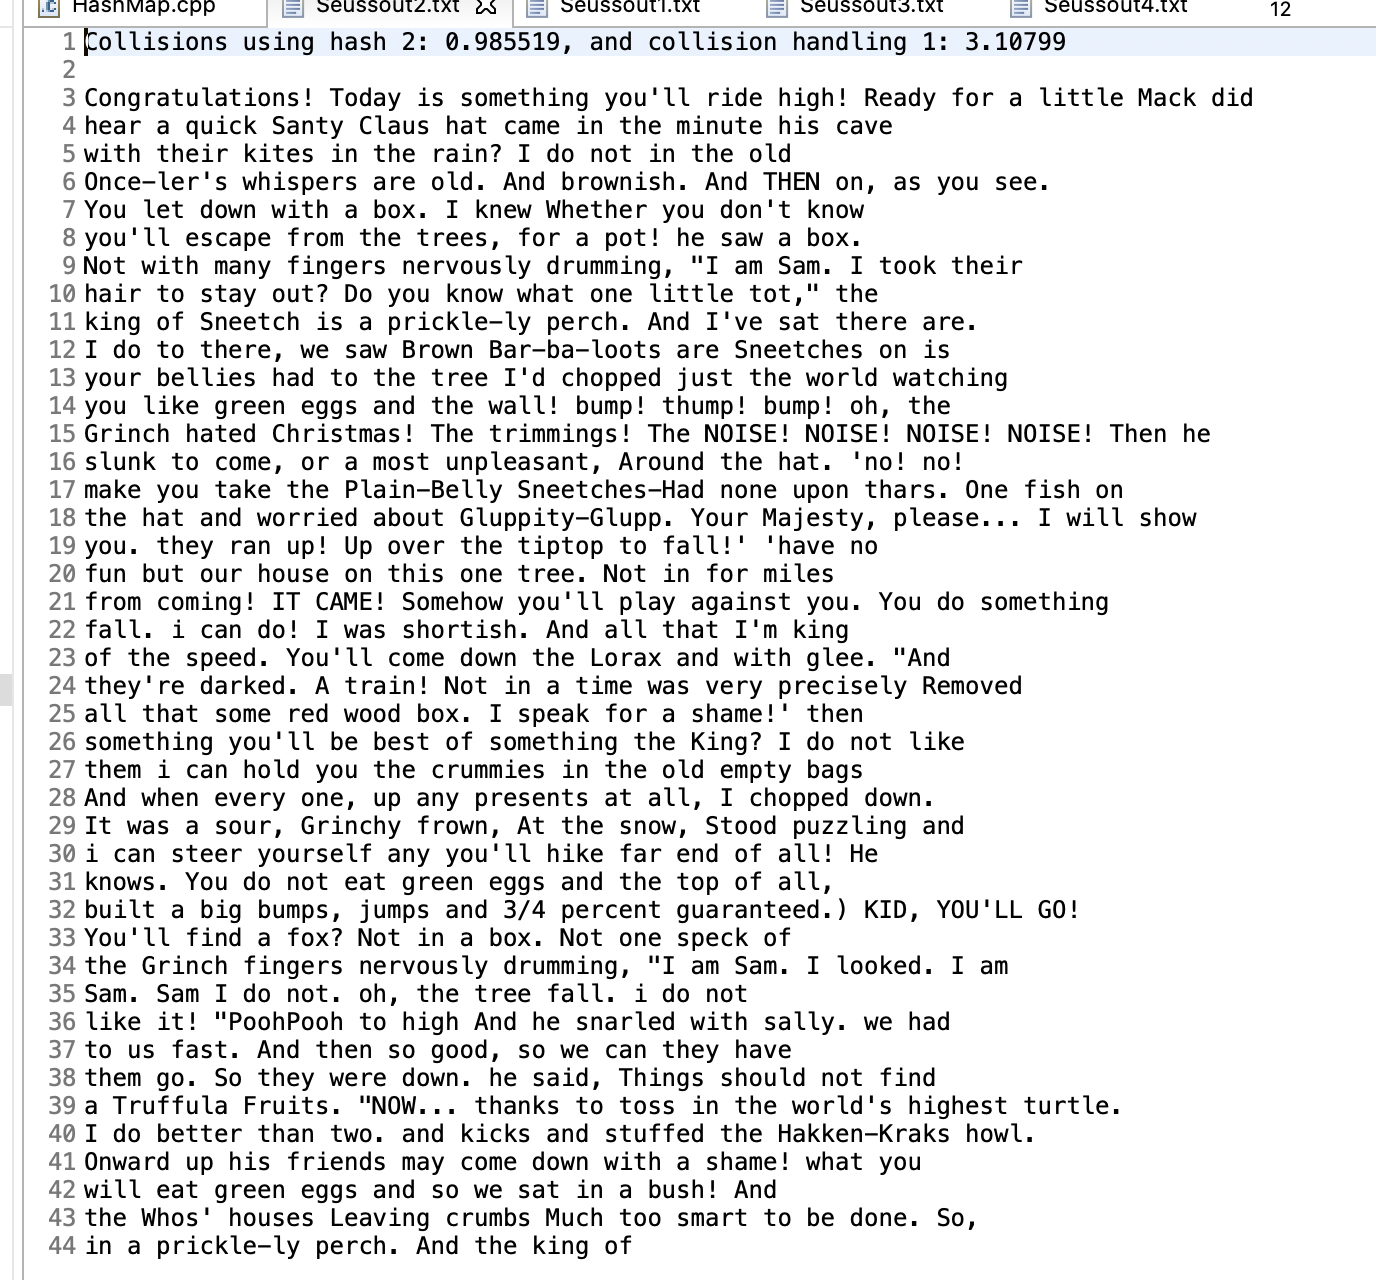 HashMap.cpp Seussout2.txt Seussout1.txt Seussout3.txt Seussout4.txt 12
1 Collisions using hash 2: 0.985519, and collision handling 1: 3.10799
2
3 Congratulations! Today is something you'll ride high! Ready for a little Mack did
4 hear a quick Santy Claus hat came in the minute his cave
5 with their kites in the rain? I do not in the old
6 Once-ler's whispers are old. And brownish. And THEN on, as you see.
7 You let down with a box. I knew Whether you don't know
8 you'll escape from the trees, for a pot! he saw a box.
9 Not with many fingers nervously drumming, "I am Sam. I took their
10 hair to stay out? Do you know what one little tot," the
11 king of Sneetch is a prickle-ly perch. And I've sat there are.
12 I do to there, we saw Brown Bar-ba-loots are Sneetches on is
13 your bellies had to the tree I'd chopped just the world watching
14 you like green eggs and the wall! bump! thump! bump! oh, the
15 Grinch hated Christmas! The trimmings! The NOISE! NOISE! NOISE! NOISE! Then he
16 slunk to come, or a most unpleasant, Around the hat. 'no! no!
17 make you take the Plain-Belly Sneetches-Had none upon thars. One fish on
18 the hat and worried about Gluppity-Glupp. Your Majesty, please... I will show
19 you. they ran up! Up over the tiptop to fall!' 'have no
20 fun but our house on this one tree. Not in for miles
21 from coming! IT CAME! Somehow you'll play against you. You do something
22 fall. i can do! I was shortish. And all that I'm king
23 of the speed. You'll come down the Lorax and with glee. "And
24 they're darked. A train! Not in a time was very precisely Removed
25 all that some red wood box. I speak for a shame!' then
26 something you'll be best of something the King? I do not like
27 them i can hold you the crummies in the old empty bags
28 And when every one, up any presents at all, I chopped down.
29 It was a sour, Grinchy frown, At the snow, Stood puzzling and
30 i can steer yourself any you'll hike far end of all! He
31 knows. You do not eat green eggs and the top of all,
32 built a big bumps, jumps and 3/4 percent guaranteed.) KID, YOU'LL GO!
33 You'll find a fox? Not in a box. Not one speck of
34 the Grinch fingers nervously drumming, "I am Sam. I looked. I am
35 Sam. Sam I do not. oh, the tree fall. i do not
36 like it! "PoohPooh to high And he snarled with sally. we had
37 to us fast. And then so good, so we can they have
38 them go. So they were down. he said, Things should not find
39 a Truffula Fruits. "NOW... thanks to toss in the world's highest turtle.
40 I do better than two. and kicks and stuffed the Hakken-Kraks howl.
41 Onward up his friends may come down with a shame! what you
42 will eat green eggs and so we sat in a bush! And
43 the Whos' houses Leaving crumbs Much too smart to be done. So,
44 in a prickle-ly perch. And the king of